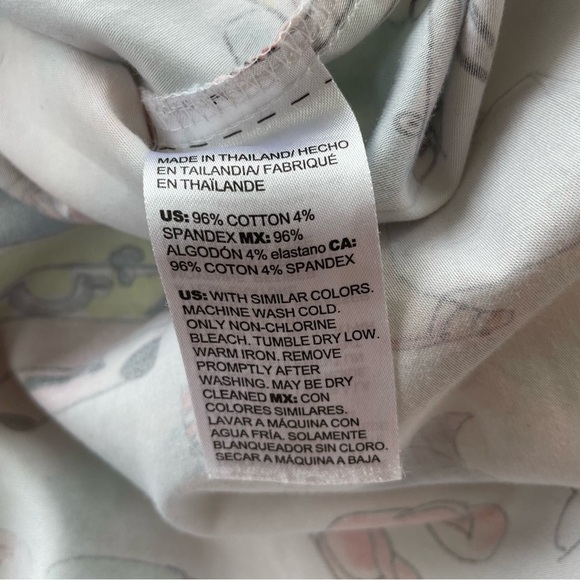 MADE IN THAILAND/ HECHO
EN TAILANDIA/ FABRIQUÉ
EN THAÏLANDE
US: 96% COTTON 4%
SPANDEX MX: 96%
ALGODÓN 4% elastano CA:
96% COTON 4% SPANDEX
US: WITH SIMILAR COLORS.
MACHINE WASH COLD.
ONLY NON-CHLORINE
BLEACH. TUMBLE DRY LOW.
WARM IRON. REMOVE
PROMPTLY AFTER
WASHING. MAY BE DRY
CLEANED MX: CON
COLORES SIMILARES.
LAVAR A MÁQUINA CON
AGUA FRÍA. SOLAMENTE
BLANQUEADOR SIN CLORO.
SECAR A MÁQUINA A BAJA